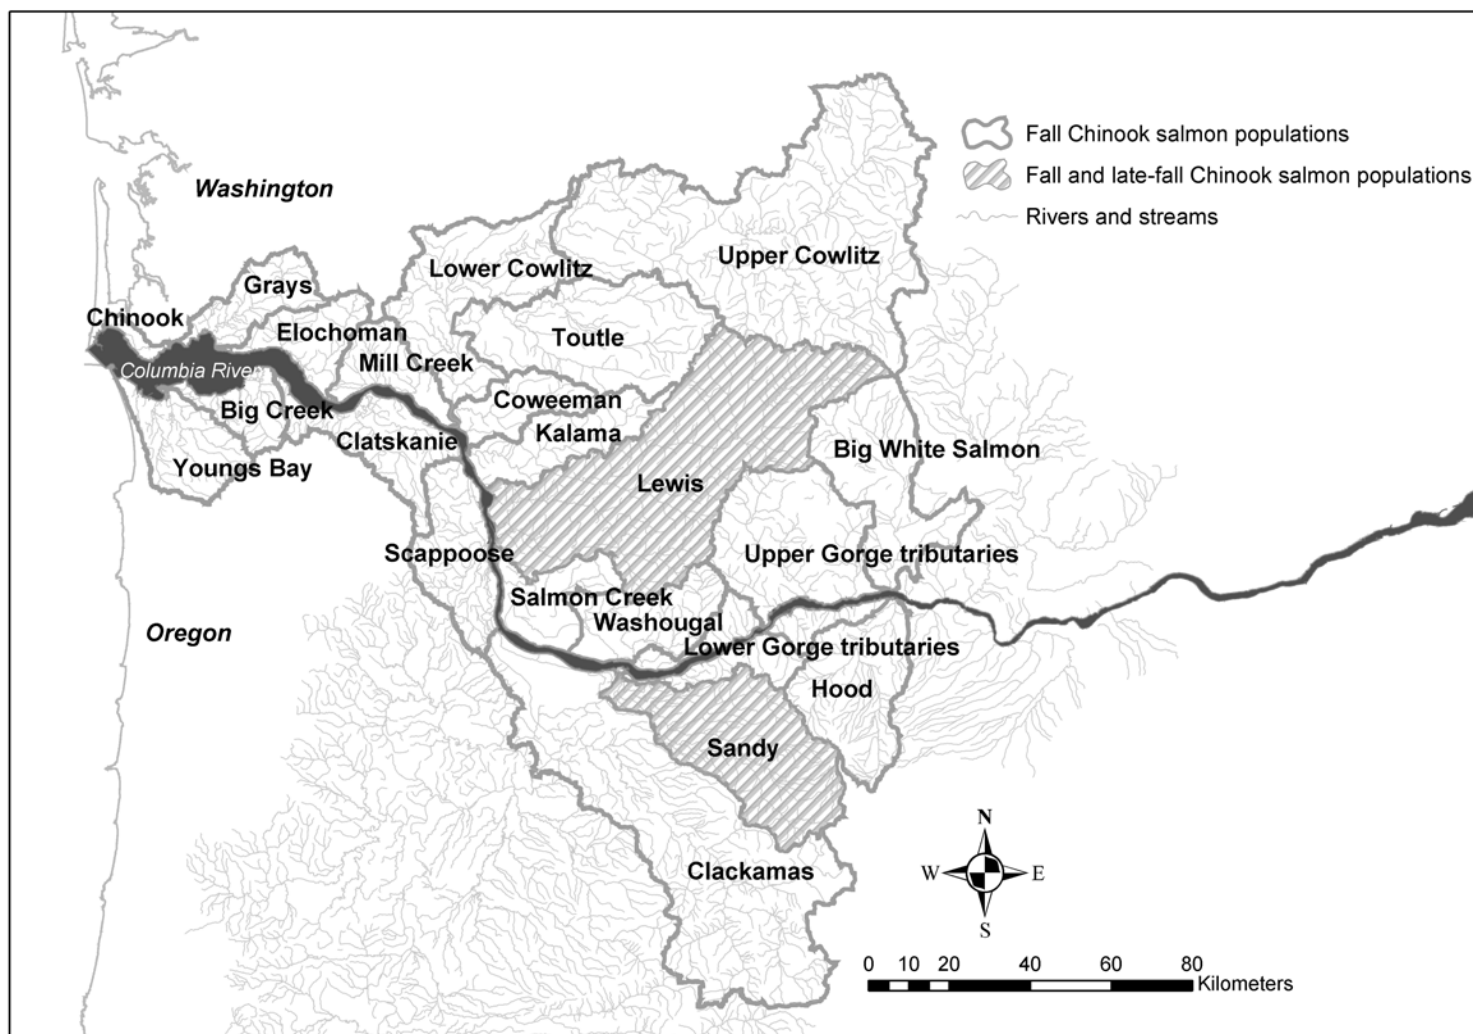 Fall Chinook salmon populations
Fall and late-fall Chinook salmon populations
Rivers and streams
Washington
Upper Cowlitz
Lower Cowlitz
Grays
Chinook
Elochoman
Toutle
Mill Creek
Columbia River
Coweeman
Big Creek
Kalama
Clatskanie
Big White Salmon
Youngs Bay
Lewis
Scappoose
Upper Gorge tributaries
Salmon Creek
Washougal
Oregon
Lower Gorge tributaries
Hood
Sandy
Clackamas
N
W E
S
0 10 20 40 60 80
Kilometers